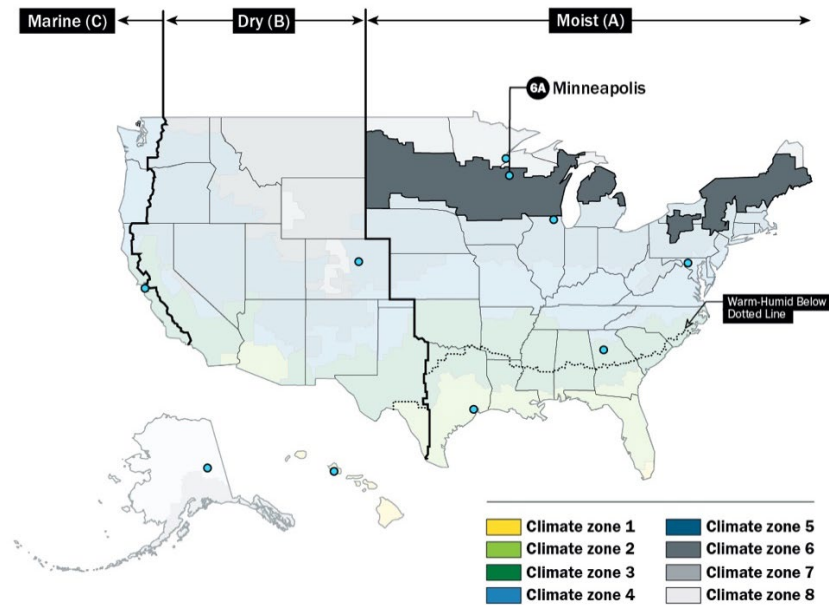 Marine (C)
Dry (B)
Moist (A)
6A Minneapolis
Warm-Humid Below
Dotted Line
Climate zone 1
Climate zone 2
Climate zone 3
Climate zone 4
Climate zone 5
Climate zone 6
Climate zone 7
Climate zone 8